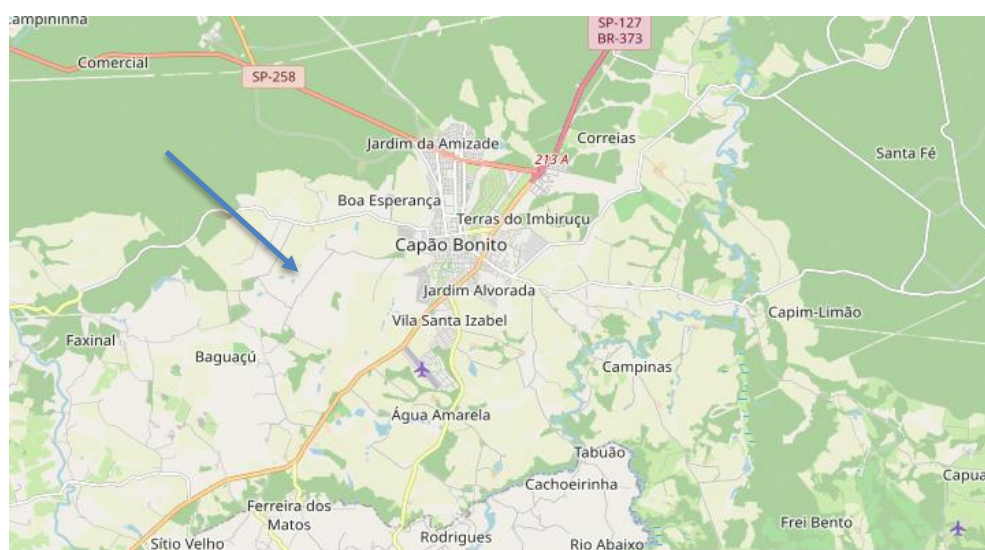 ampininha
SP-127
BR-373
Comercial
SP-258
Jardim da Amizade
Correias
213 A
Santa Fé
Boa Esperança
Terras do Imbiruçu
Capão Bonito
Jardim Alvorada
Capim-Limão
Vila Santa Izabel
Faxinal
Baguaçú
Campinas
Água Amarela
Tabuão
Cachoeirinha
Capua
Ferreira dos
Matos
Frei Bento
Rodrigues
Sítio Velho
Rio Abaixo